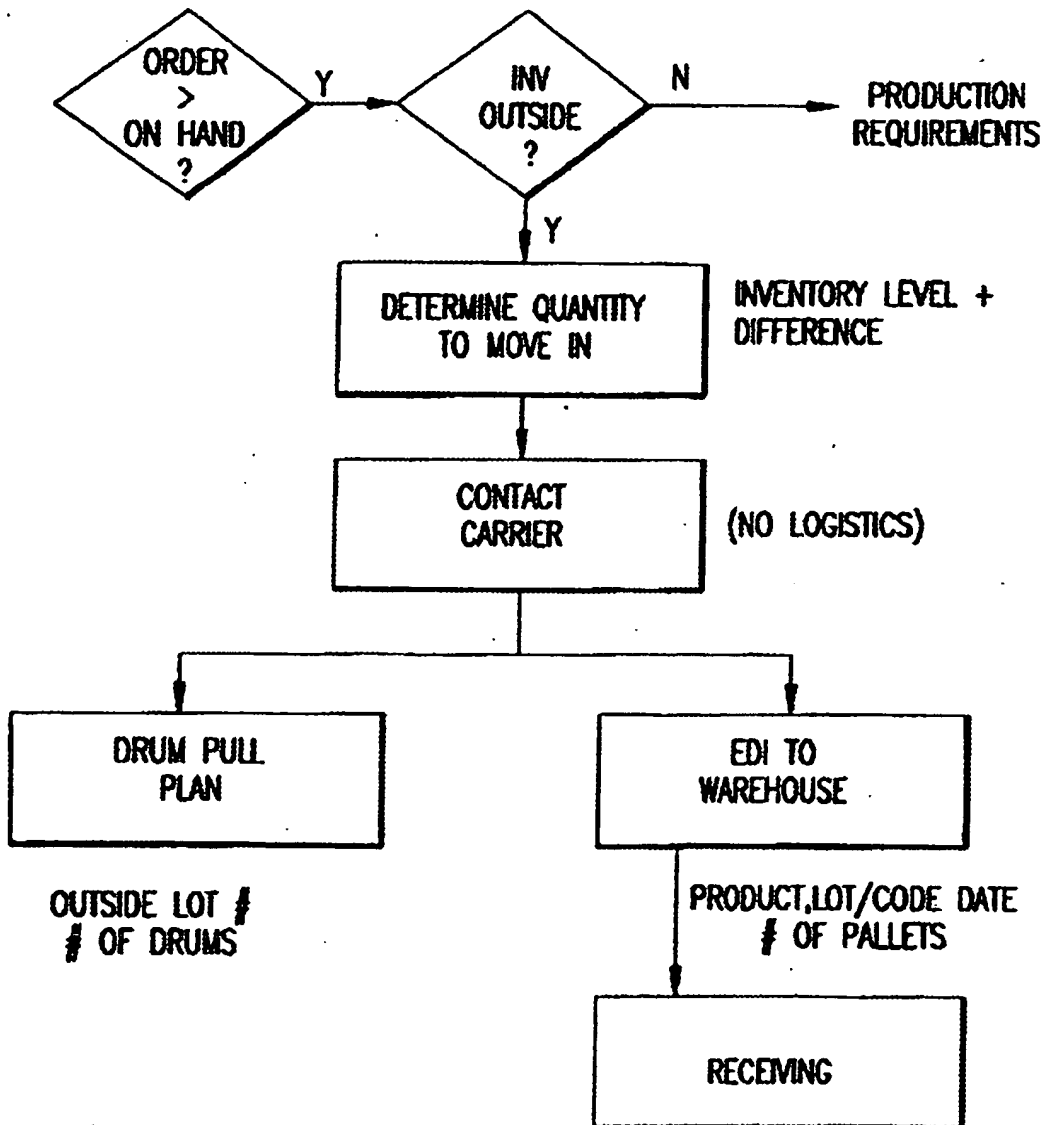 ORDER
>
ON HAND
?
Y
INV
OUTSIDE
?
N
PRODUCTION
REQUIREMENTS
Y
DETERMINE QUANTITY
TO MOVE IN
INVENTORY LEVEL +
DIFFERENCE
CONTACT
CARRIER
(NO LOGISTICS)
DRUM PULL
PLAN
EDI TO
WAREHOUSE
OUTSIDE LOT #
# OF DRUMS
PRODUCT,LOT/CODE DATE
# OF PALLETS
RECEIVING